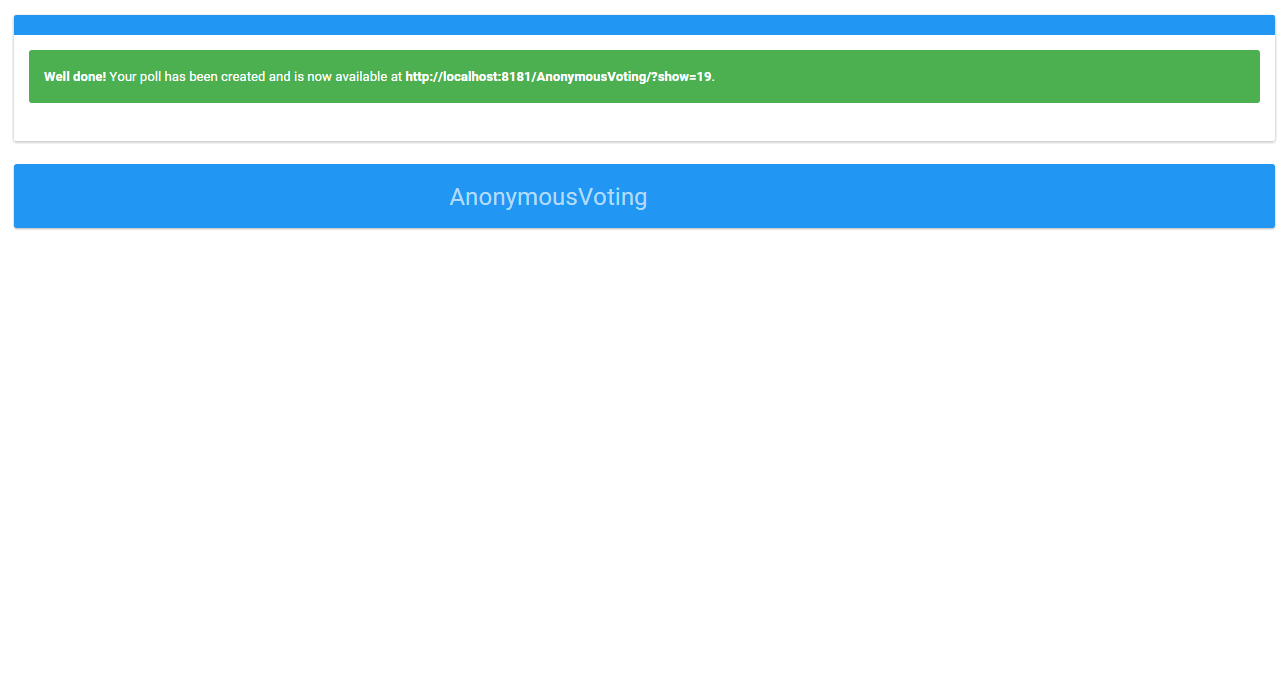 Well done! Your poll has been created and is now available at http://localhost:8181/AnonymousVoting/?show=19.
AnonymousVoting